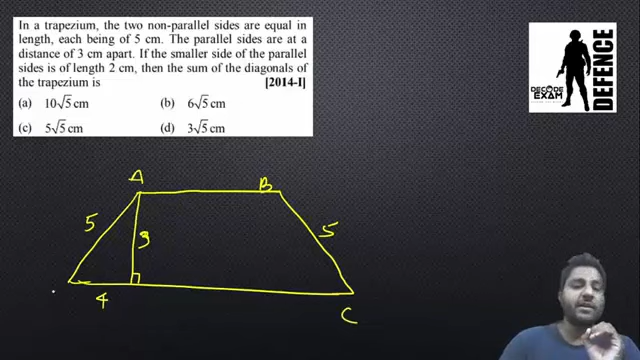 In a trapezium, the two non-parallel sides are equal in
length, each being of 5 cm. The parallel sides are at a
distance of 3 cm apart. If the smaller side of the parallel
sides is of length 2 cm, then the sum of the diagonals of
the trapezium is [2014-I]
(a) 10√5 cm (b) 6√5 cm
(c) 5√5 cm (d) 3√5 cm
DECODE
EXAM
DEFENCE
A B
5 3 5
4
C